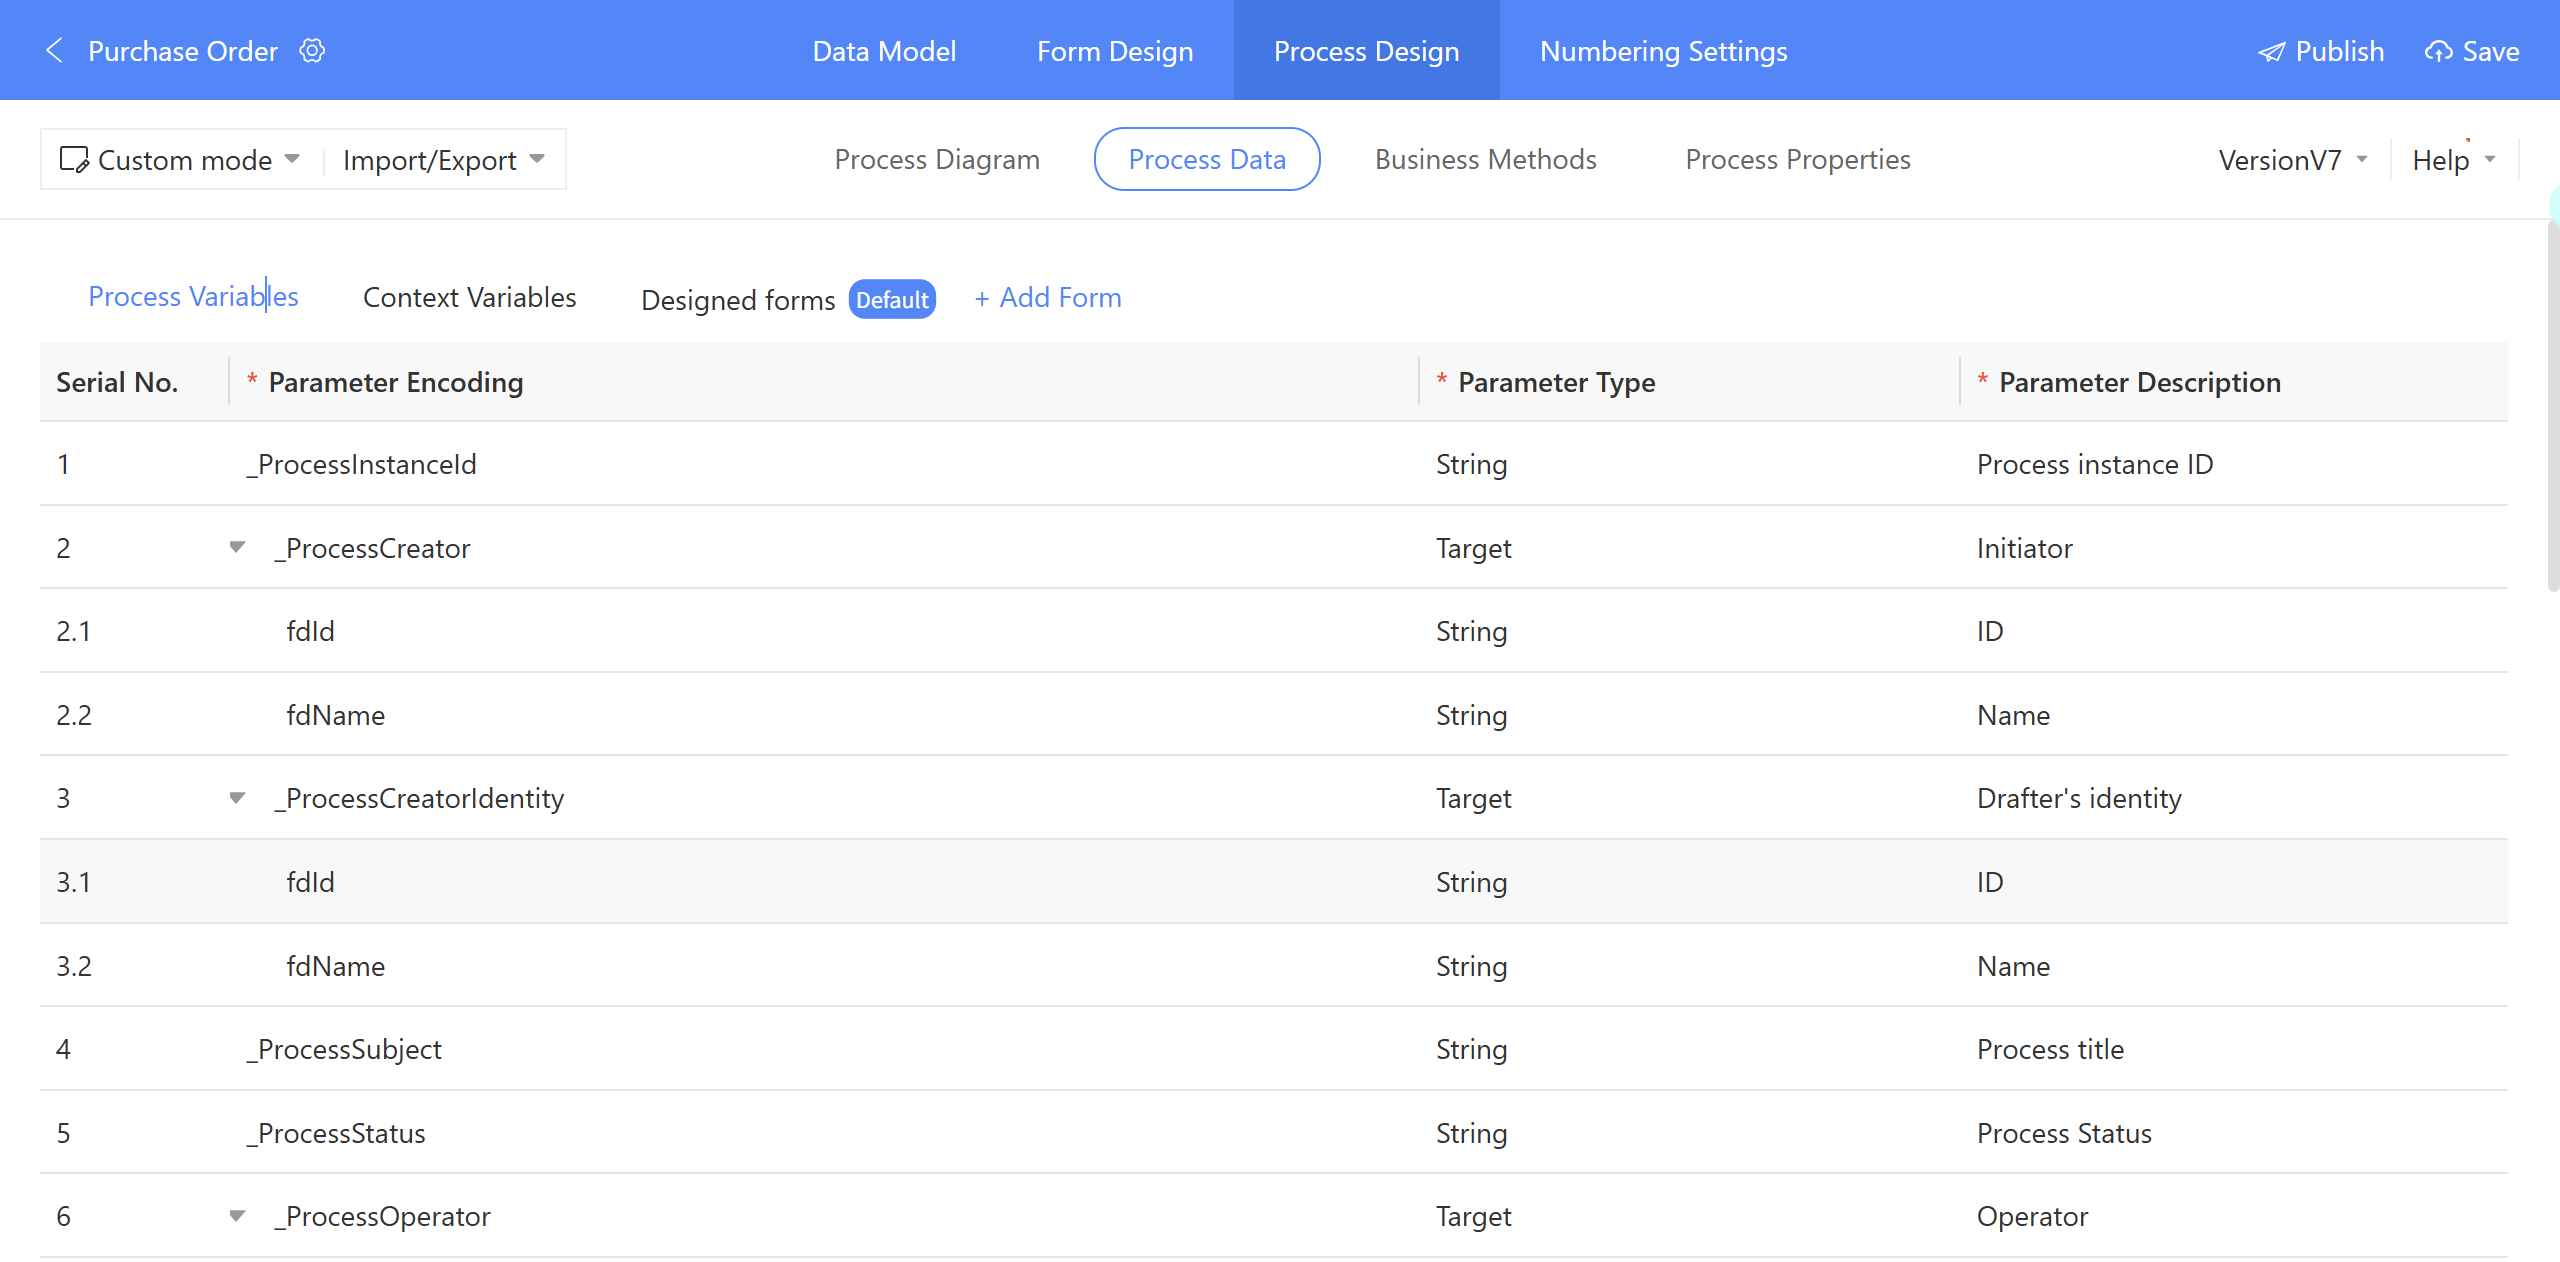 Purchase Order
Data Model
Form Design
Process Design
Numbering Settings
Publish
Save
Custom mode
Import/Export
Process Diagram
Process Data
Business Methods
Process Properties
VersionV7
Help
Process Variables
Context Variables
Designed forms Default
+ Add Form
Serial No. * Parameter Encoding * Parameter Type * Parameter Description
1 _ProcessInstanceId String Process instance ID
2 _ProcessCreator Target Initiator
2.1 fdId String ID
2.2 fdName String Name
3 _ProcessCreatorIdentity Target Drafter's identity
3.1 fdId String ID
3.2 fdName String Name
4 _ProcessSubject String Process title
5 _ProcessStatus String Process Status
6 _ProcessOperator Target Operator